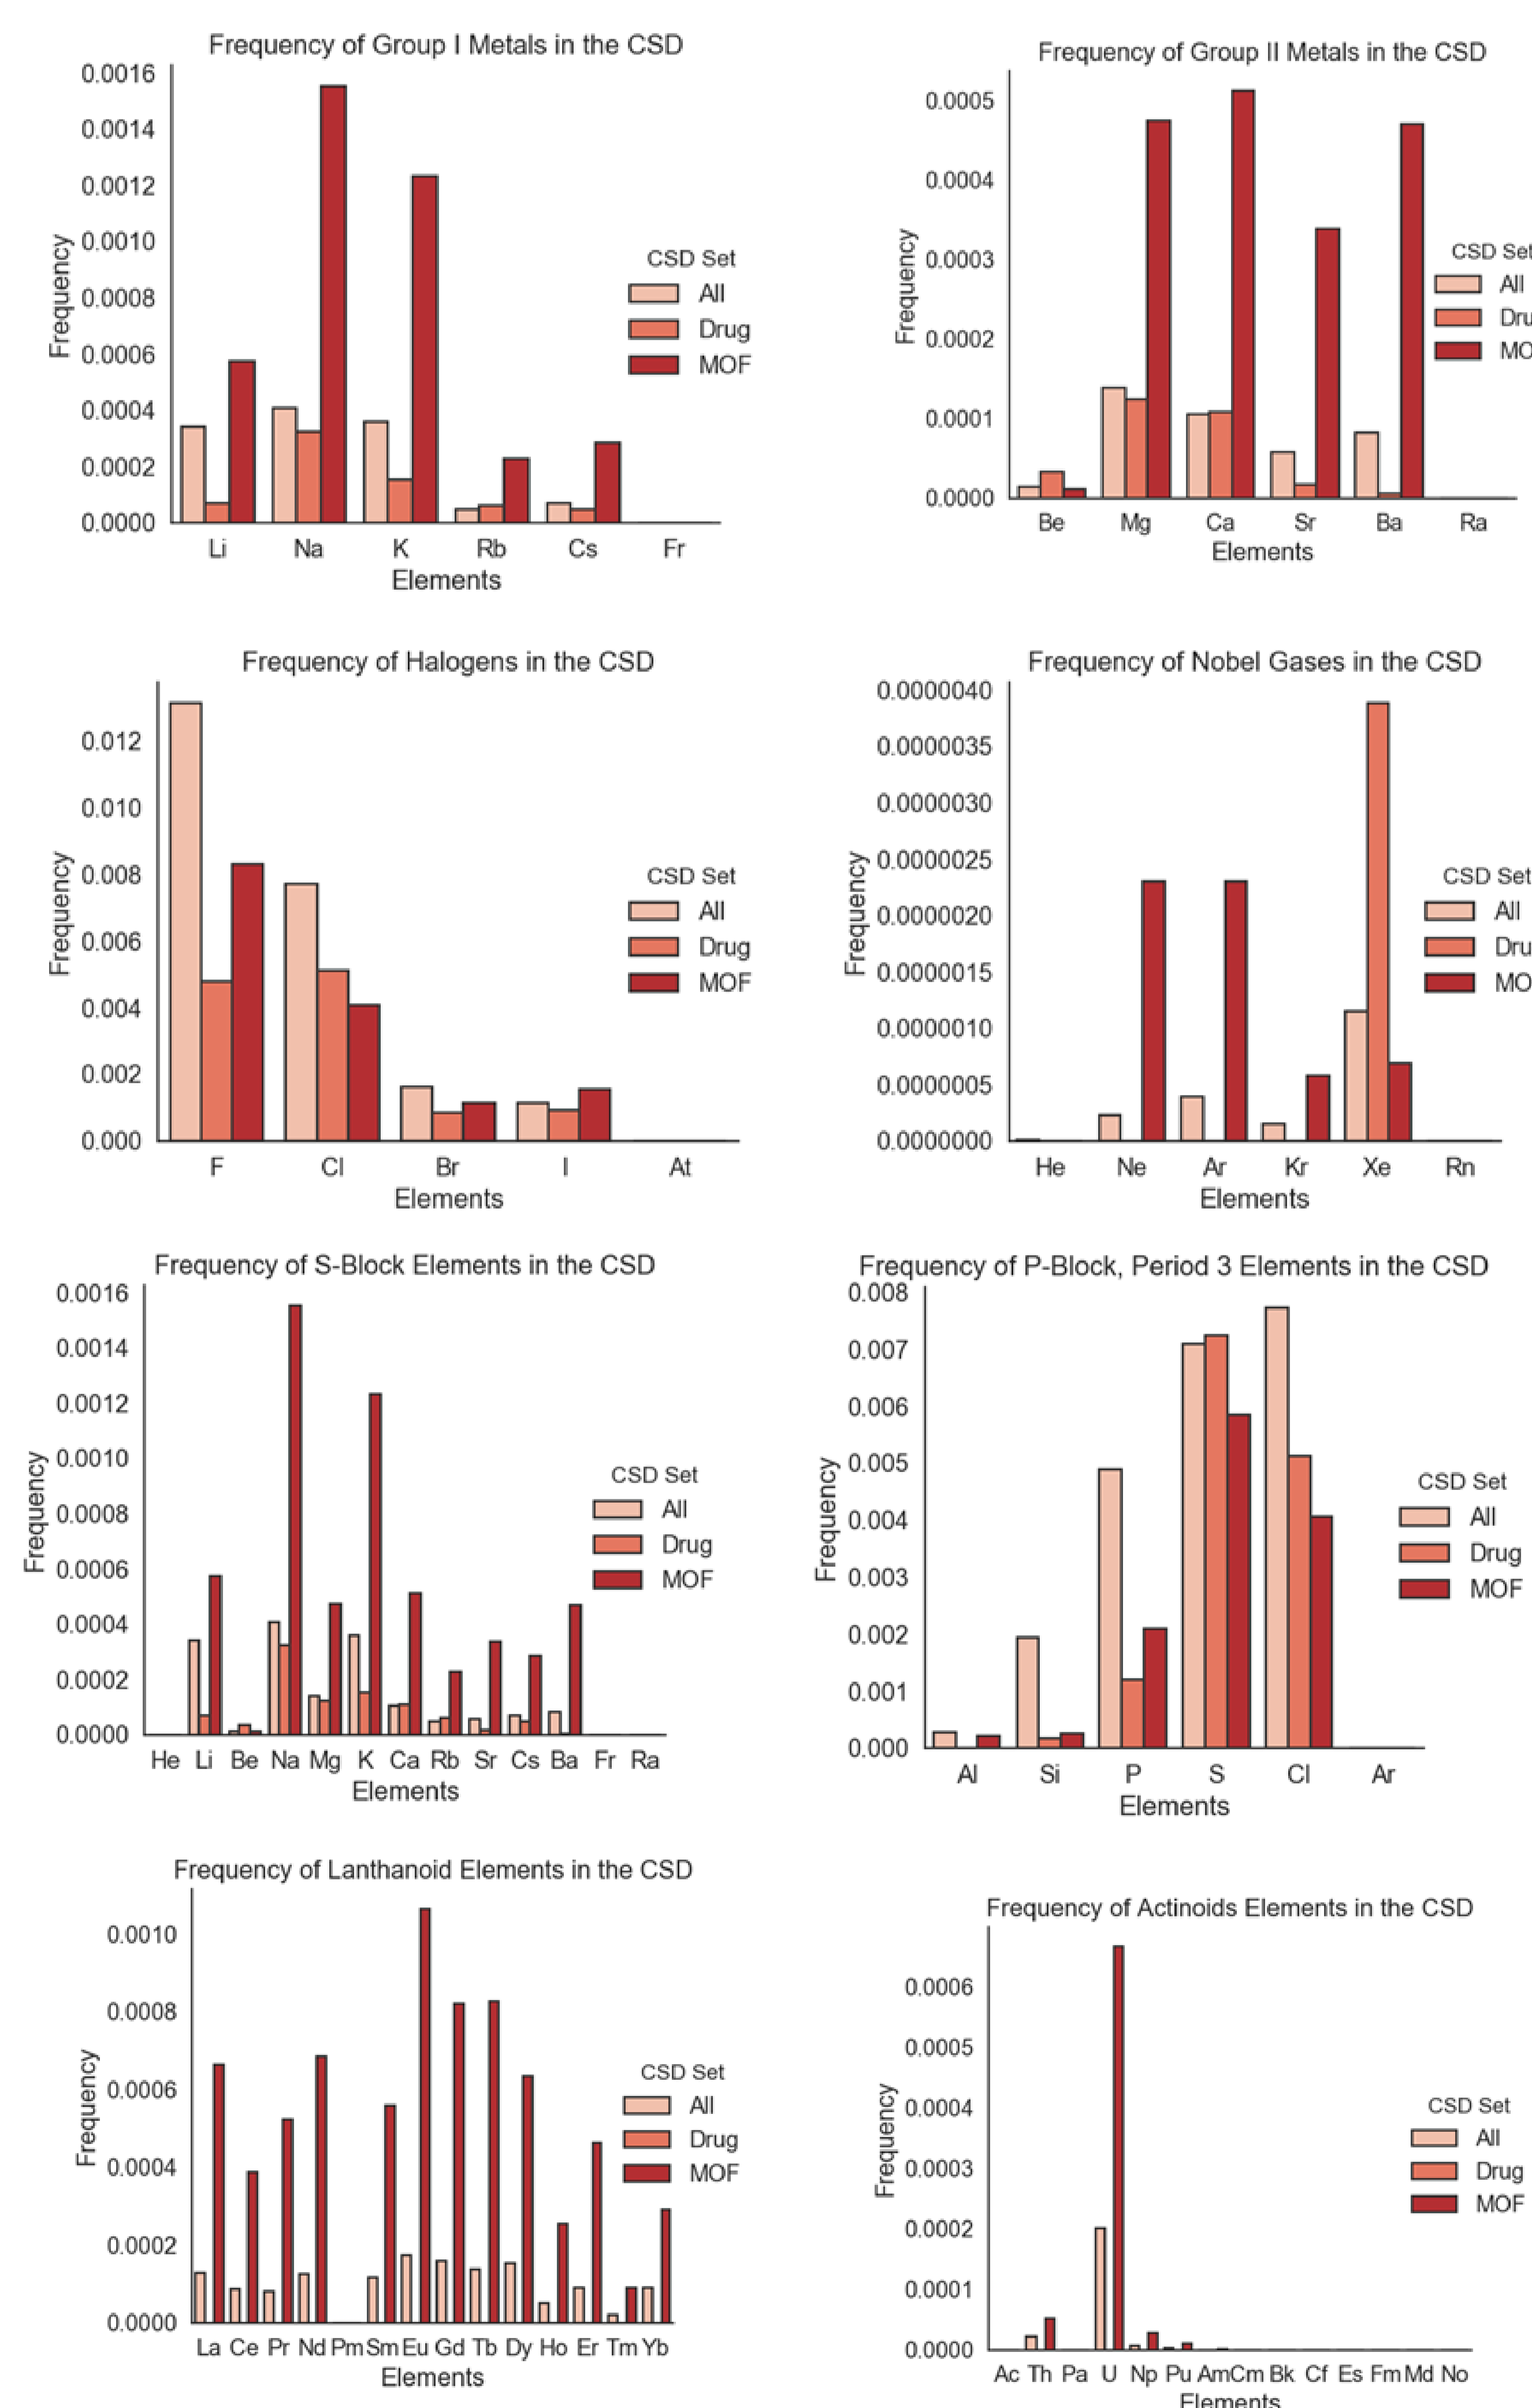 Frequency of Group I Metals in the CSD
0.0016
0.0014
0.0012
0.0010
0.0008
0.0006
0.0004
0.0002
0.0000
Frequency
Li Na K Rb Cs Fr
Elements
CSD Set
All
Drug
MOF
Frequency of Group II Metals in the CSD
0.0005
0.0004
0.0003
0.0002
0.0001
0.0000
Frequency
Be Mg Ca Sr Ba Ra
Elements
CSD Set
All
Dru
MO
Frequency of Halogens in the CSD
0.012
0.010
0.008
0.006
0.004
0.002
0.000
Frequency
F Cl Br I At
Elements
CSD Set
All
Drug
MOF
Frequency of Nobel Gases in the CSD
0.0000040
0.0000035
0.0000030
0.0000025
0.0000020
0.0000015
0.0000010
0.0000005
0.0000000
Frequency
He Ne Ar Kr Xe Rn
Elements
CSD Set
All
Dru
MO
Frequency of S-Block Elements in the CSD
0.0016
0.0014
0.0012
0.0010
0.0008
0.0006
0.0004
0.0002
0.0000
Frequency
He Li Be Na Mg K Ca Rb Sr Cs Ba Fr Ra
Elements
CSD Set
All
Drug
MOF
Frequency of P-Block, Period 3 Elements in the CSD
0.008
0.007
0.006
0.005
0.004
0.003
0.002
0.001
0.000
Frequency
Al Si P S Cl Ar
Elements
CSD Set
All
Drug
MOF
Frequency of Lanthanoid Elements in the CSD
0.0010
0.0008
0.0006
0.0004
0.0002
0.0000
Frequency
La Ce Pr Nd Pm Sm Eu Gd Tb Dy Ho Er Tm Yb
Elements
CSD Set
All
Drug
MOF
Frequency of Actinoids Elements in the CSD
0.0006
0.0005
0.0004
0.0003
0.0002
0.0001
0.0000
Frequency
Ac Th Pa U Np Pu Am Cm Bk Cf Es Fm Md No
Elements
CSD Set
All
Drug
MOF